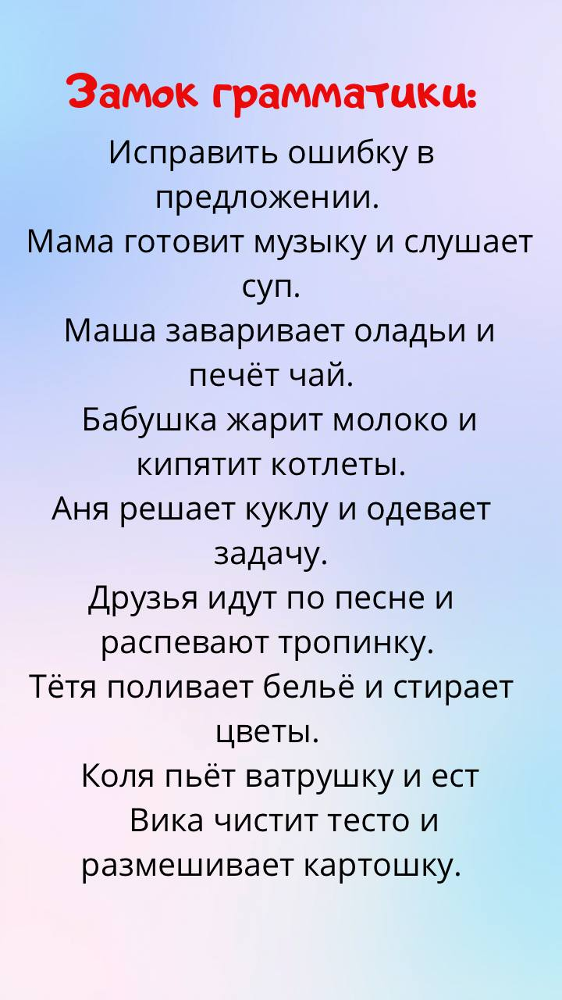 Замок грамматики:
Исправить ошибку в
предложении.
Мама готовит музыку и слушает
суп.
Маша заваривает оладьи и
печёт чай.
Бабушка жарит молоко и
кипятит котлеты.
Аня решает куклу и одевает
задачу.
Друзья идут по песне и
распевают тропинку.
Тётя поливает бельё и стирает
цветы.
Коля пьёт ватрушку и ест
Вика чистит тесто и
размешивает картошку.